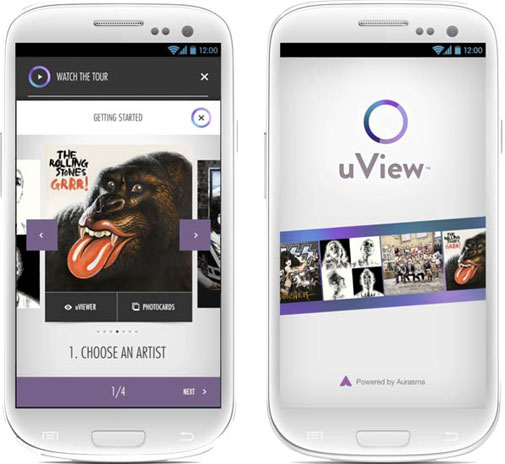 12:00
WATCH THE TOUR
GETTING STARTED
THE
ROLLING
STONES
GRRR!
uVIEWER
PHOTOCARDS
1. CHOOSE AN ARTIST
1/4
NEXT
12:00
uView™
GRRR!
Powered by Aurasma